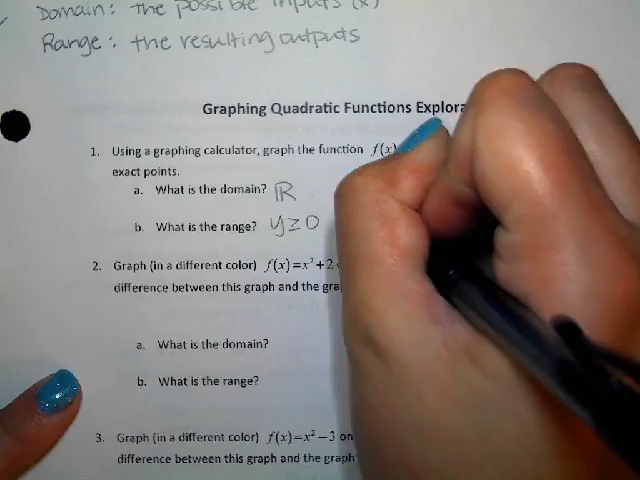 Domain: the possible inputs (x)
Range: the resulting outputs
Graphing Quadratic Functions
1. Using a graphing calculator, graph the function f(x)
exact points.
a. What is the domain? ℝ
b. What is the range? y≥0
2. Graph (in a different color) f(x)=x²+2
difference between this graph and the
a. What is the domain?
b. What is the range?
3. Graph (in a different color) f(x)=x²−3 on
difference between this graph and the graph